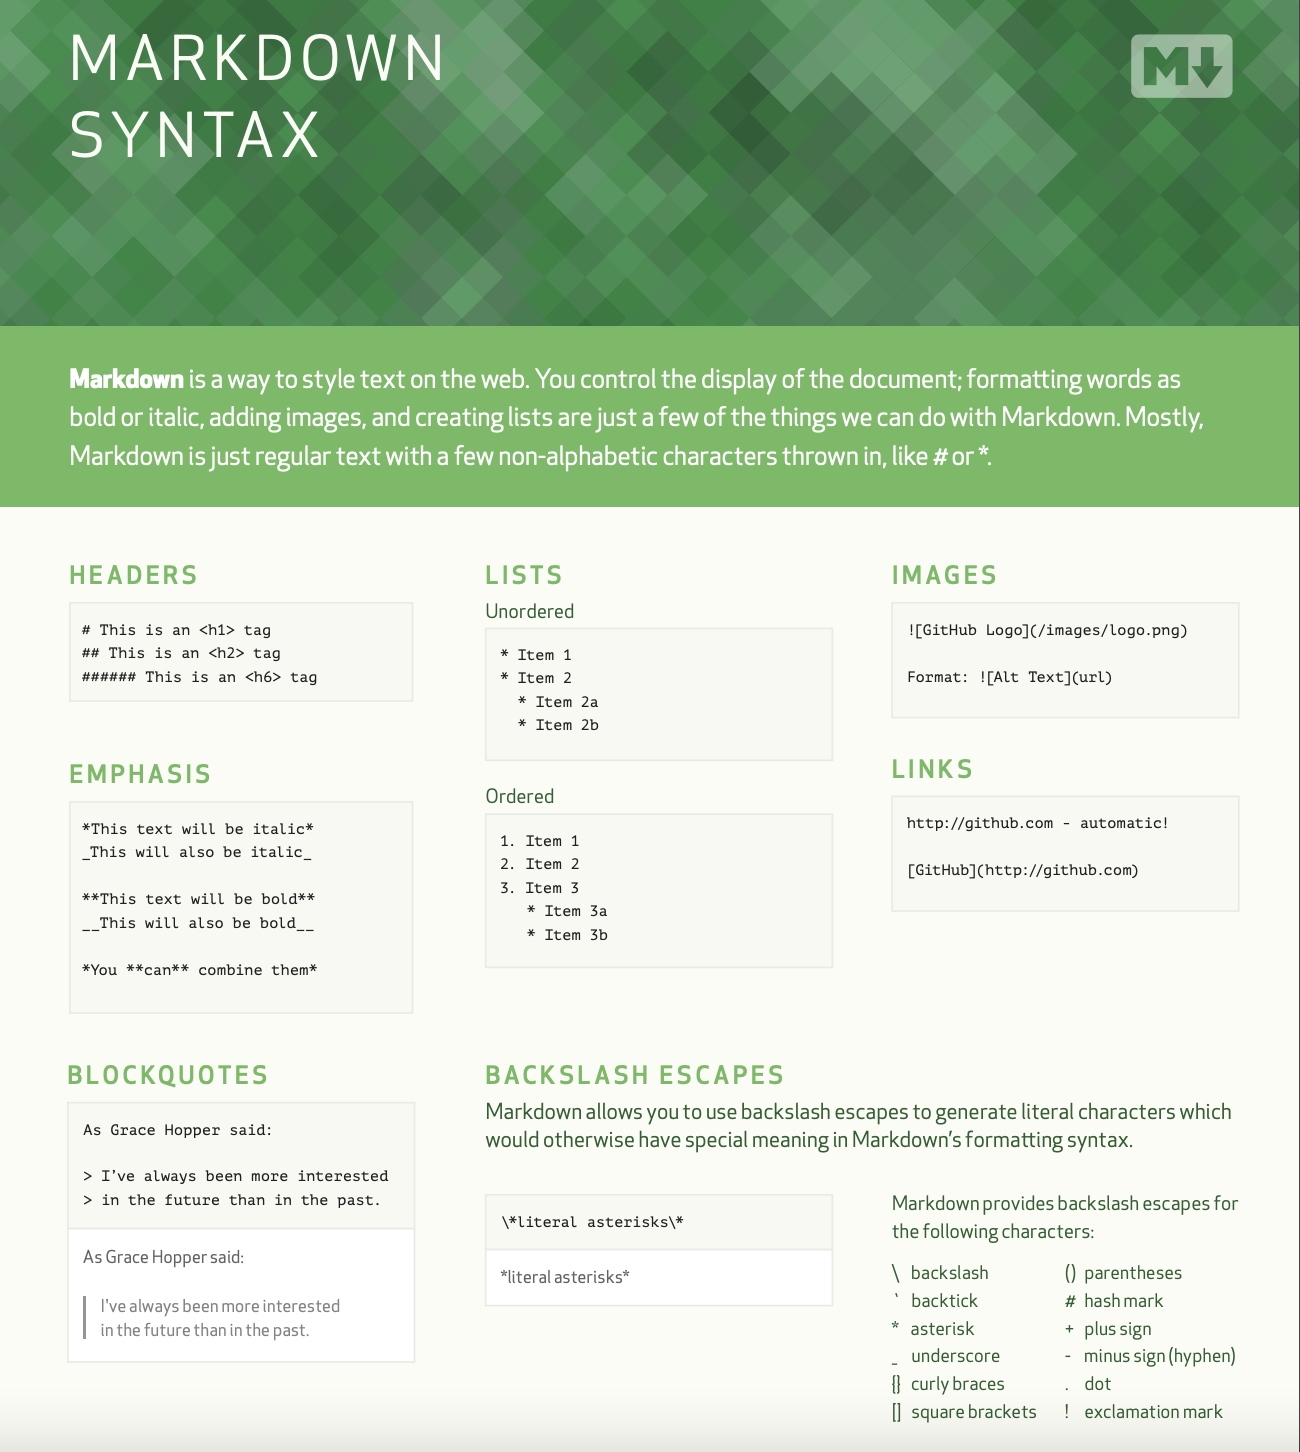 MARKDOWN
SYNTAX
M
Markdown is a way to style text on the web. You control the display of the document; formatting words as
bold or italic, adding images, and creating lists are just a few of the things we can do with Markdown. Mostly,
Markdown is just regular text with a few non-alphabetic characters thrown in, like # or *.
HEADERS
# This is an <h1> tag
## This is an <h2> tag
###### This is an <h6> tag
EMPHASIS
*This text will be italic*
_This will also be italic_
**This text will be bold**
__This will also be bold__
*You **can** combine them*
LISTS
Unordered
* Item 1
* Item 2
  * Item 2a
  * Item 2b
Ordered
1. Item 1
2. Item 2
3. Item 3
   * Item 3a
   * Item 3b
IMAGES
![GitHub Logo](/images/logo.png)
Format: ![Alt Text](url)
LINKS
http://github.com - automatic!
[GitHub](http://github.com)
BLOCKQUOTES
As Grace Hopper said:
> I’ve always been more interested
> in the future than in the past.
As Grace Hopper said:
I've always been more interested
in the future than in the past.
BACKSLASH ESCAPES
Markdown allows you to use backslash escapes to generate literal characters which
would otherwise have special meaning in Markdown’s formatting syntax.
\*literal asterisks\*
*literal asterisks*
Markdown provides backslash escapes for
the following characters:
\ backslash
` backtick
* asterisk
_ underscore
{} curly braces
[] square brackets
() parentheses
# hash mark
+ plus sign
- minus sign (hyphen)
. dot
! exclamation mark